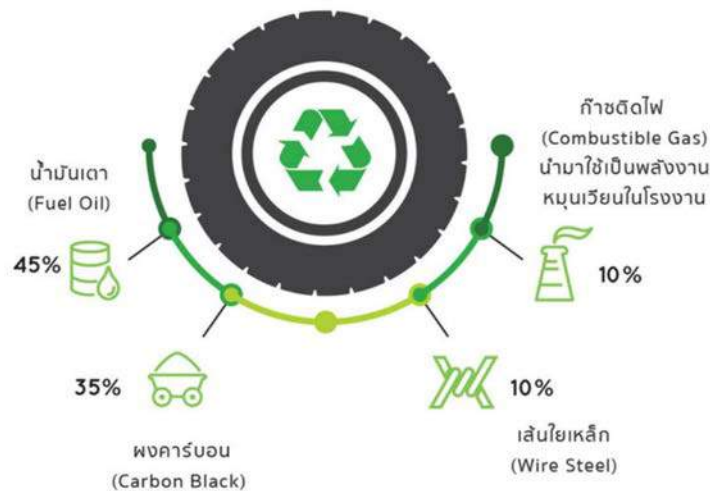 น้ำมันเตา
(Fuel Oil)
45%
35%
ผงคาร์บอน
(Carbon Black)
ก๊าซติดไฟ
(Combustible Gas)
นำมาใช้เป็นพลังงาน
หมุนเวียนในโรงงาน
10%
10%
เส้นใยเหล็ก
(Wire Steel)